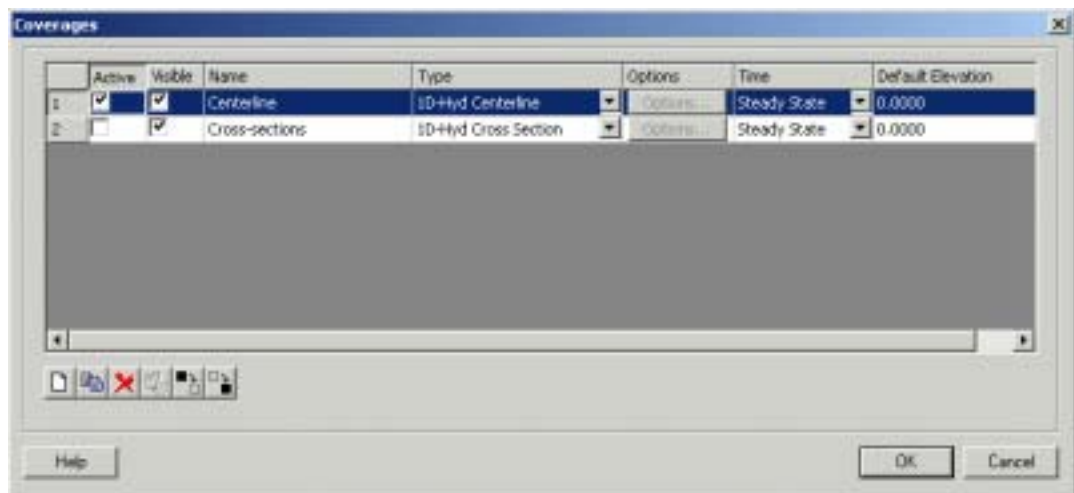 Coverages
Active Visible Name Type Options Time Default Elevation
1 Centerline 1D-Hyd Centerline Options... Steady State 0.0000
2 Cross-sections 1D-Hyd Cross Section Options... Steady State 0.0000
Help OK Cancel